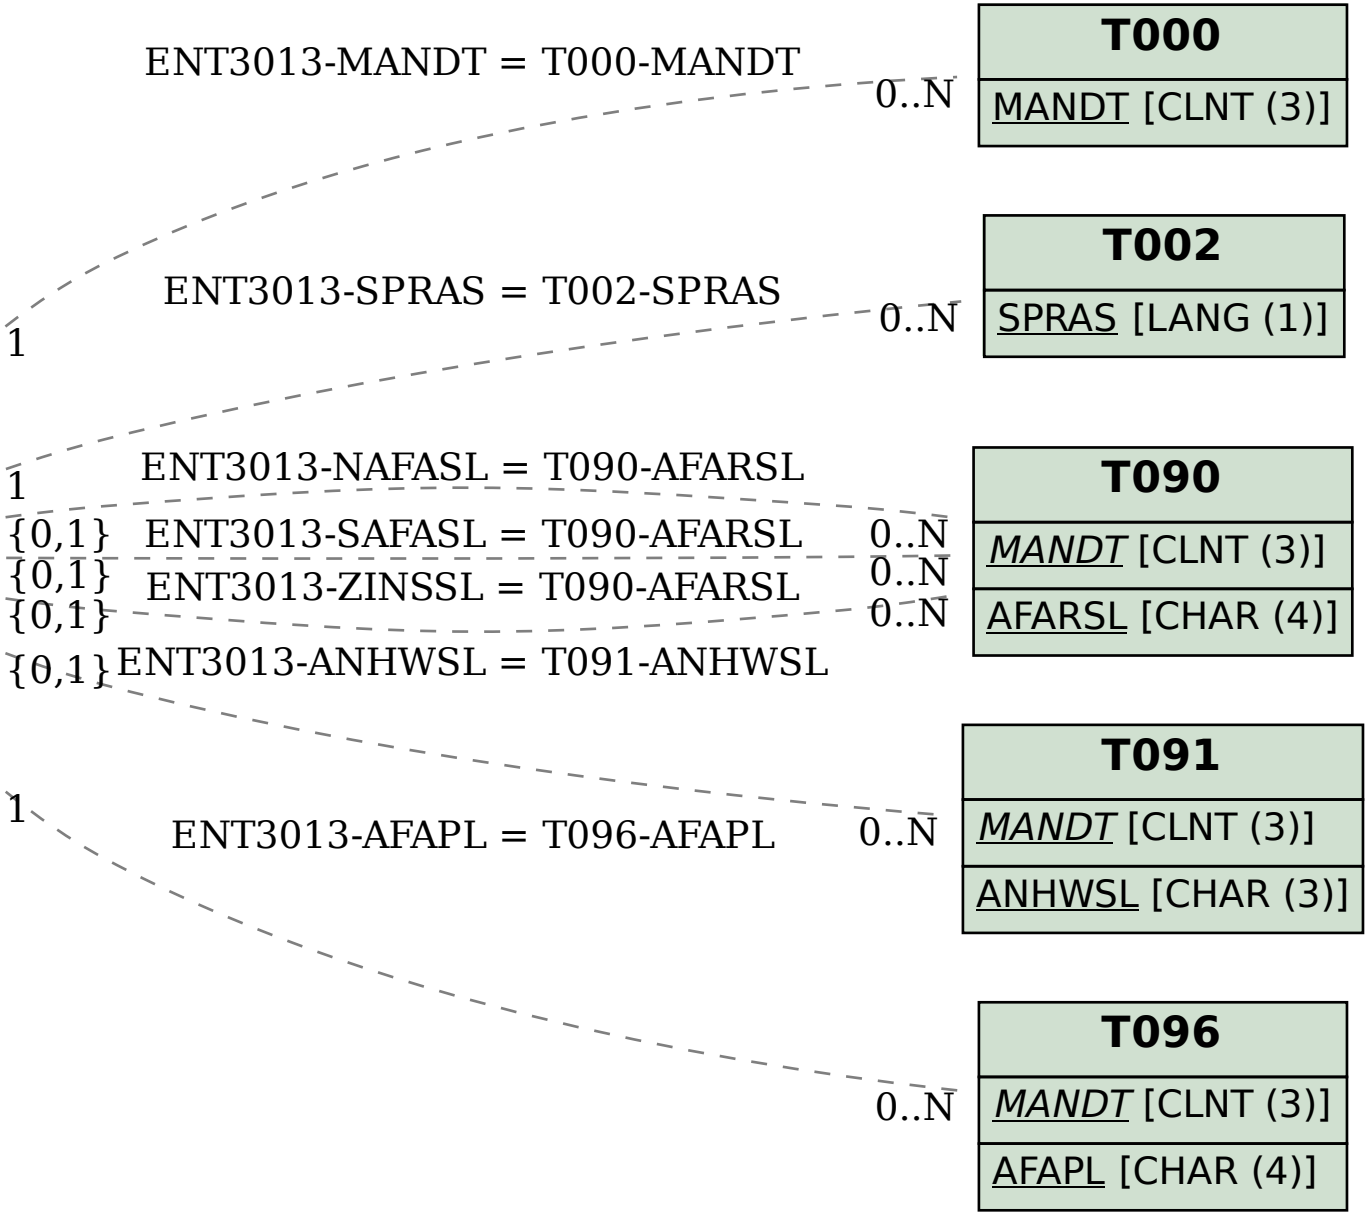 T000
ENT3013-MANDT = T000-MANDT
0..N
MANDT [CLNT (3)]
T002
ENT3013-SPRAS = T002-SPRAS
0..N
SPRAS [LANG (1)]
1
ENT3013-NAFASL = T090-AFARSL
T090
1
{0,1}
ENT3013-SAFASL = T090-AFARSL
0..N
MANDT [CLNT (3)]
{0,1}
ENT3013-ZINSSL = T090-AFARSL
0..N
{0,1}
0..N
AFARSL [CHAR (4)]
{0,1}
ENT3013-ANHWSL = T091-ANHWSL
T091
1
ENT3013-AFAPL = T096-AFAPL
0..N
MANDT [CLNT (3)]
ANHWSL [CHAR (3)]
T096
0..N
MANDT [CLNT (3)]
AFAPL [CHAR (4)]